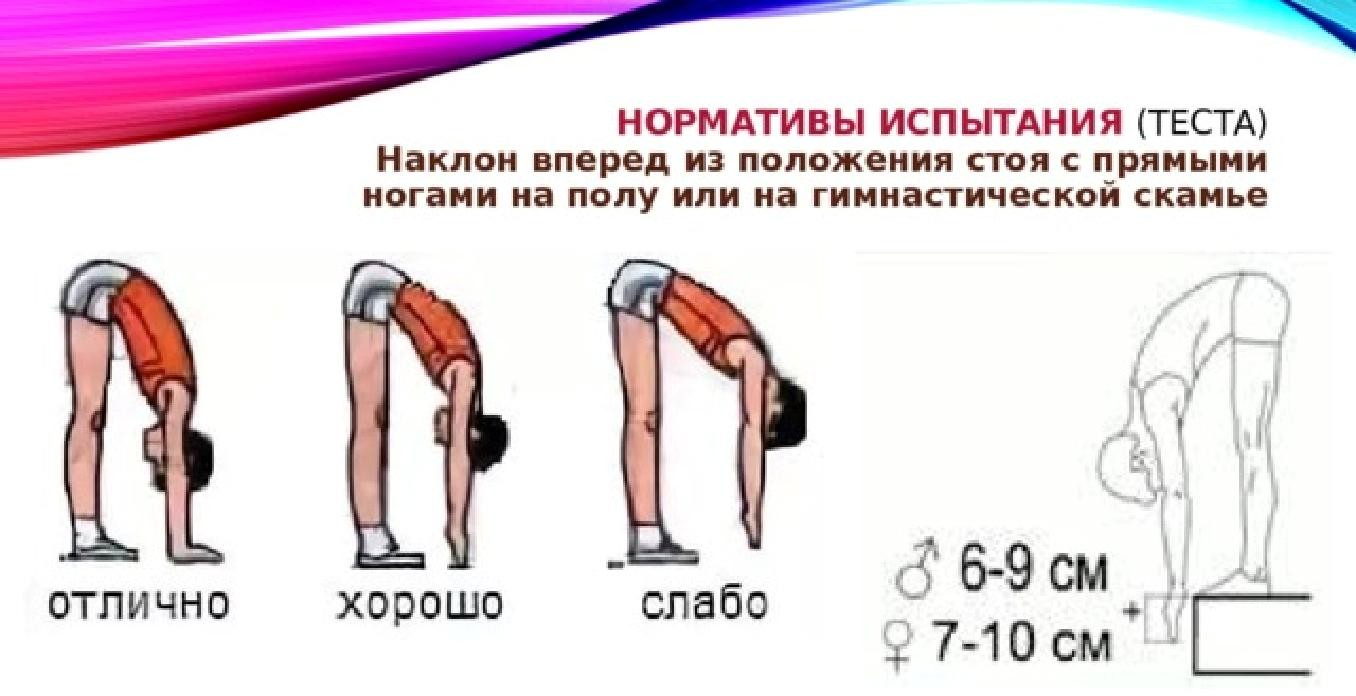 НОРМАТИВЫ ИСПЫТАНИЯ (ТЕСТА)
Наклон вперед из положения стоя с прямыми
ногами на полу или на гимнастической скамье
отлично
хорошо
слабо
♂ 6-9 см
♀ 7-10 см
+